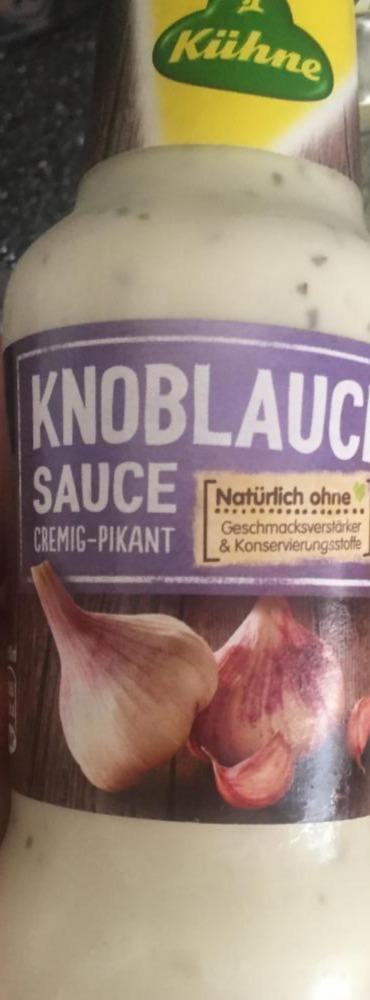 Kühne
KNOBLAUC
SAUCE
CREMIG-PIKANT
Natürlich ohne
Geschmacksverstärker
& Konservierungsstoffe